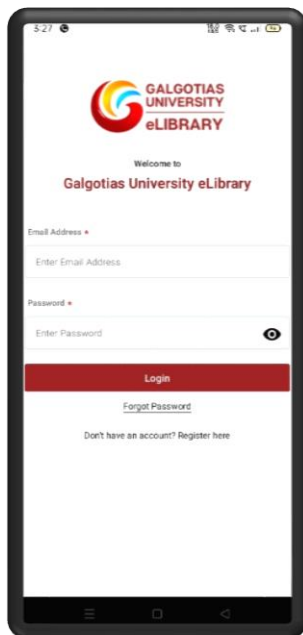 5:27
GALGOTIAS
UNIVERSITY
eLIBRARY
Welcome to
Galgotias University eLibrary
Email Address *
Enter Email Address
Password *
Enter Password
Login
Forgot Password
Don't have an account? Register here